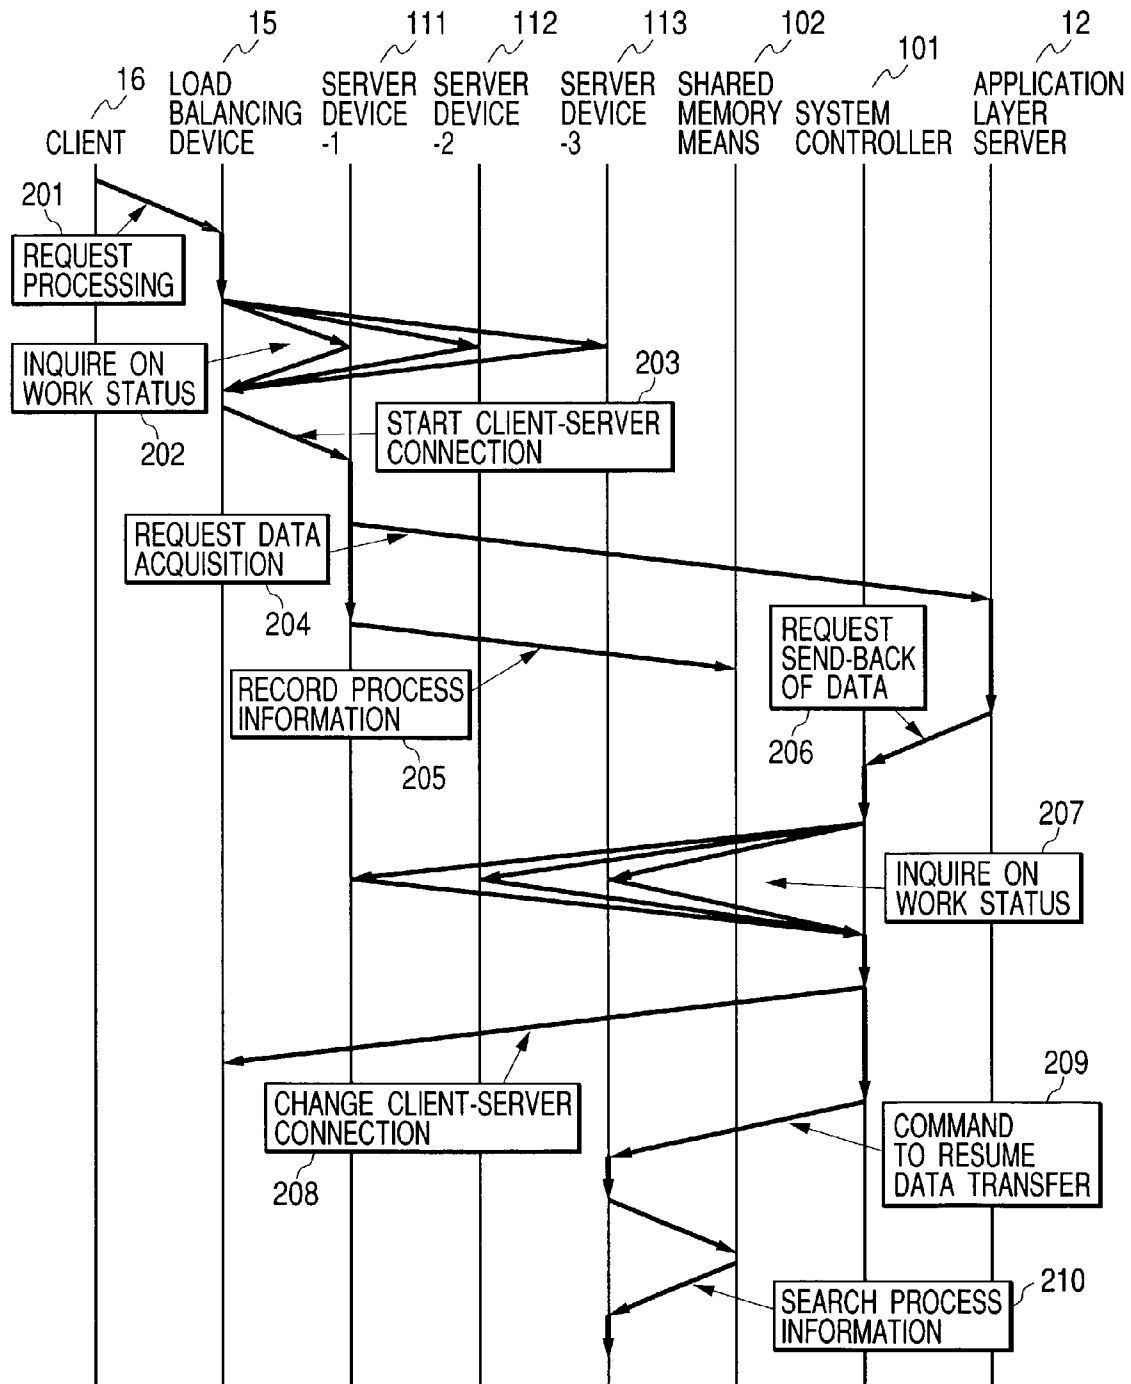 15
111
112
113
102
101
12
16
CLIENT
LOAD
BALANCING
DEVICE
SERVER
DEVICE
-1
SERVER
DEVICE
-2
SERVER
DEVICE
-3
SHARED
MEMORY
MEANS
SYSTEM
CONTROLLER
APPLICATION
LAYER
SERVER
201
REQUEST
PROCESSING
INQUIRE ON
WORK STATUS
202
203
START CLIENT-SERVER
CONNECTION
REQUEST DATA
ACQUISITION
204
RECORD PROCESS
INFORMATION
205
REQUEST
SEND-BACK
OF DATA
206
207
INQUIRE ON
WORK STATUS
CHANGE CLIENT-SERVER
CONNECTION
208
209
COMMAND
TO RESUME
DATA TRANSFER
210
SEARCH PROCESS
INFORMATION